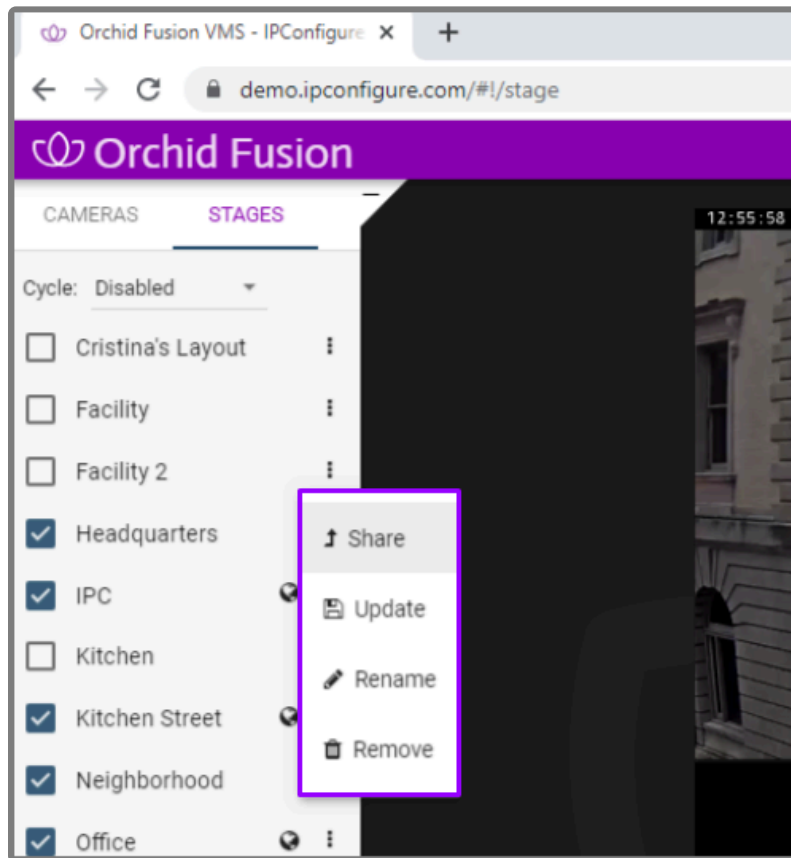 Orchid Fusion VMS - IPConfigure
demo.ipconfigure.com/#!/stage
Orchid Fusion
CAMERAS STAGES
12:55:58
Cycle: Disabled
Cristina's Layout
Facility
Facility 2
Headquarters
Share
IPC
Update
Kitchen
Rename
Kitchen Street
Remove
Neighborhood
Office